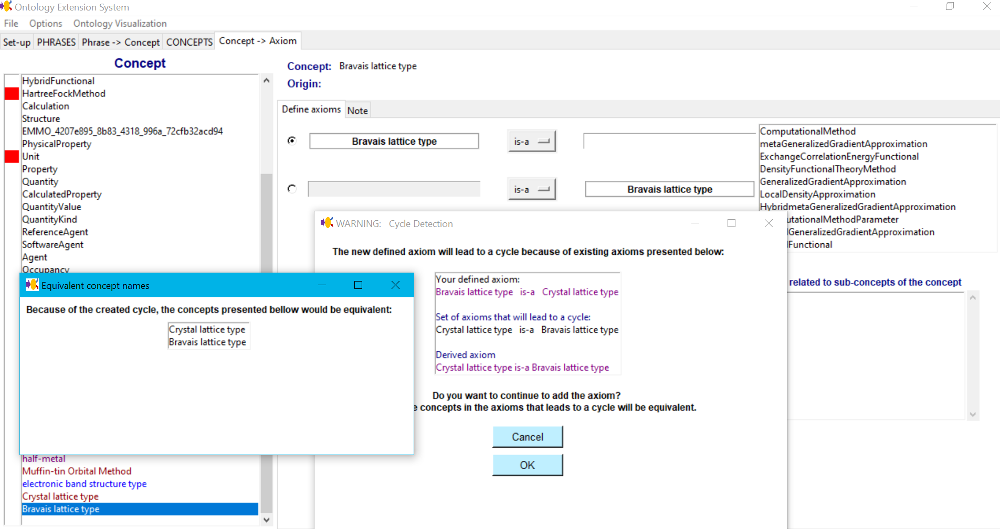 Ontology Extension System
File Options Ontology Visualization
Set-up PHRASES Phrase -> Concept CONCEPTS Concept -> Axiom
Concept
HybridFunctional
HartreeFockMethod
Calculation
Structure
EMMO_4207e895_8b83_4318_996a_72cfb32acd94
PhysicalProperty
Unit
Property
Quantity
CalculatedProperty
QuantityValue
QuantityKind
ReferenceAgent
SoftwareAgent
Agent
Occupancy
half-metal
Muffin-tin Orbital Method
electronic band structure type
Crystal lattice type
Bravais lattice type
Concept: Bravais lattice type
Origin:
Define axioms Note
Bravais lattice type is-a
is-a Bravais lattice type
ComputationalMethod
metaGeneralizedGradientApproximation
ExchangeCorrelationEnergyFunctional
DensityFunctionalTheoryMethod
GeneralizedGradientApproximation
LocalDensityApproximation
HybridmetaGeneralizedGradientApproximation
utationalMethodParameter
lGeneralizedGradientApproximation
lFunctional
related to sub-concepts of the concept
WARNING: Cycle Detection
The new defined axiom will lead to a cycle because of existing axioms presented below:
Your defined axiom:
Bravais lattice type is-a Crystal lattice type
Set of axioms that will lead to a cycle:
Crystal lattice type is-a Bravais lattice type
Derived axiom
Crystal lattice type is-a Bravais lattice type
Do you want to continue to add the axiom?
e concepts in the axioms that leads to a cycle will be equivalent.
Cancel
OK
Equivalent concept names
Because of the created cycle, the concepts presented bellow would be equivalent:
Crystal lattice type
Bravais lattice type